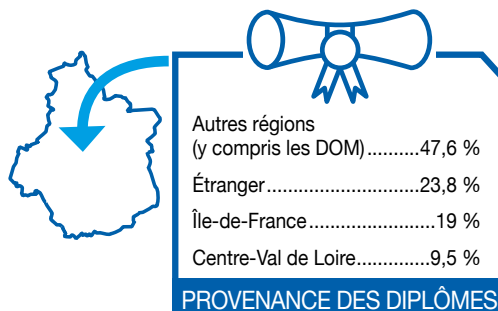 Autres régions
(y compris les DOM)..........47,6 %
Étranger.............................23,8 %
Île-de-France........................19 %
Centre-Val de Loire..............9,5 %
PROVENANCE DES DIPLÔMES